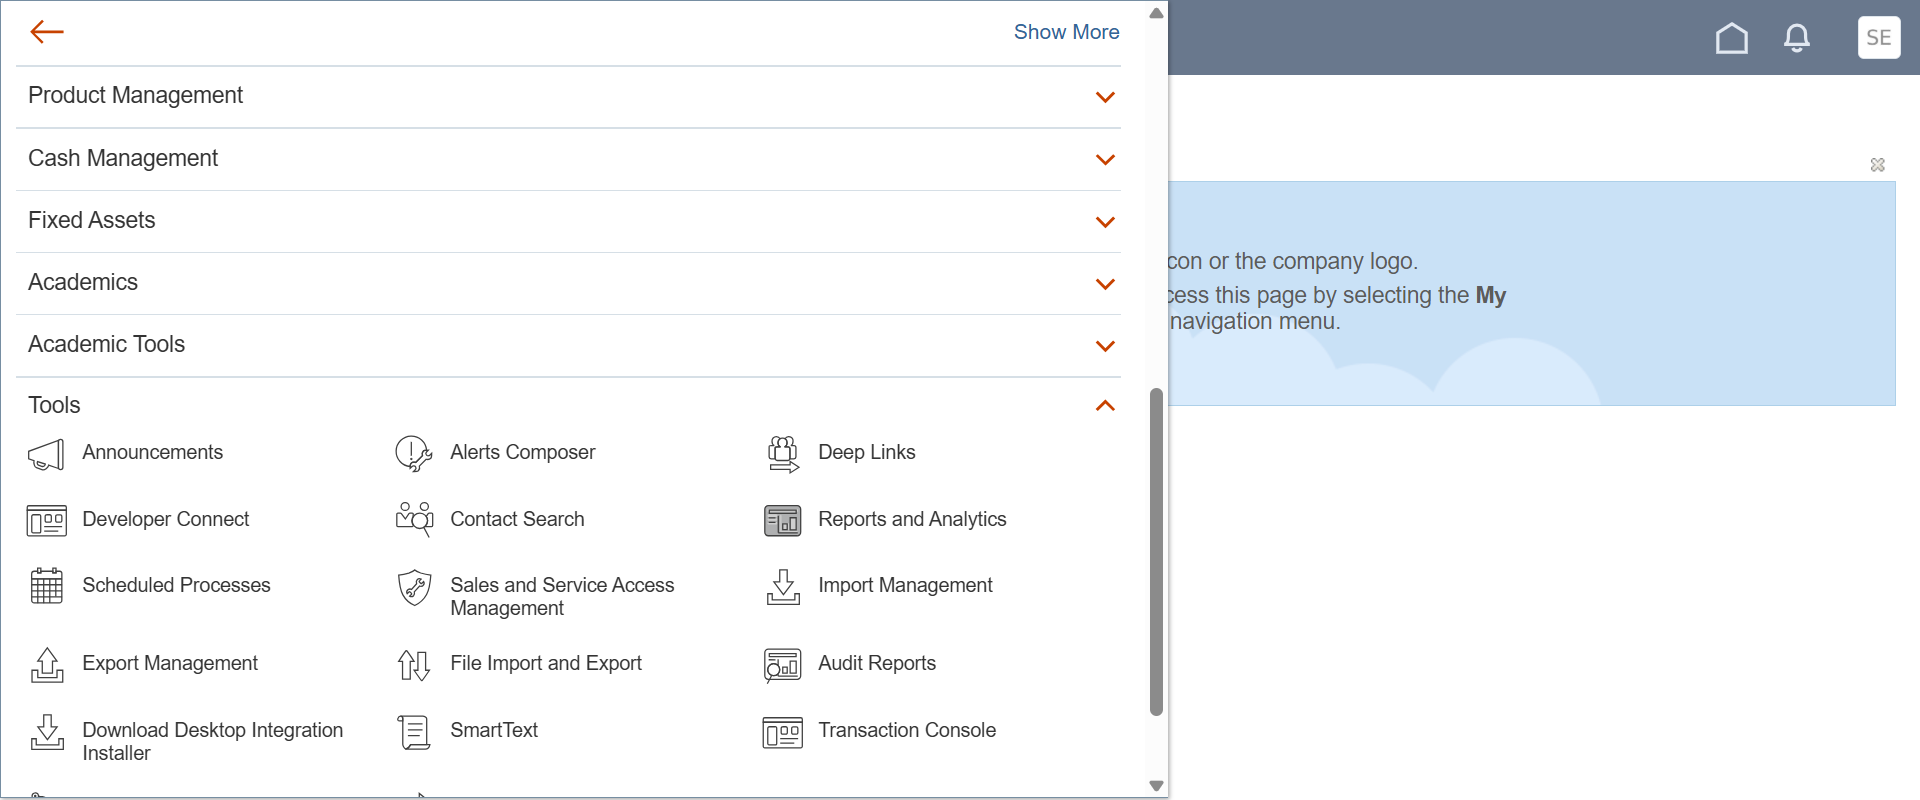 Show More
SE
Product Management
Cash Management
Fixed Assets
Academics
Academic Tools
con or the company logo.
cess this page by selecting the My
navigation menu.
Tools
Announcements
Alerts Composer
Deep Links
Developer Connect
Contact Search
Reports and Analytics
Scheduled Processes
Sales and Service Access
Management
Import Management
Export Management
File Import and Export
Audit Reports
Download Desktop Integration
Installer
SmartText
Transaction Console